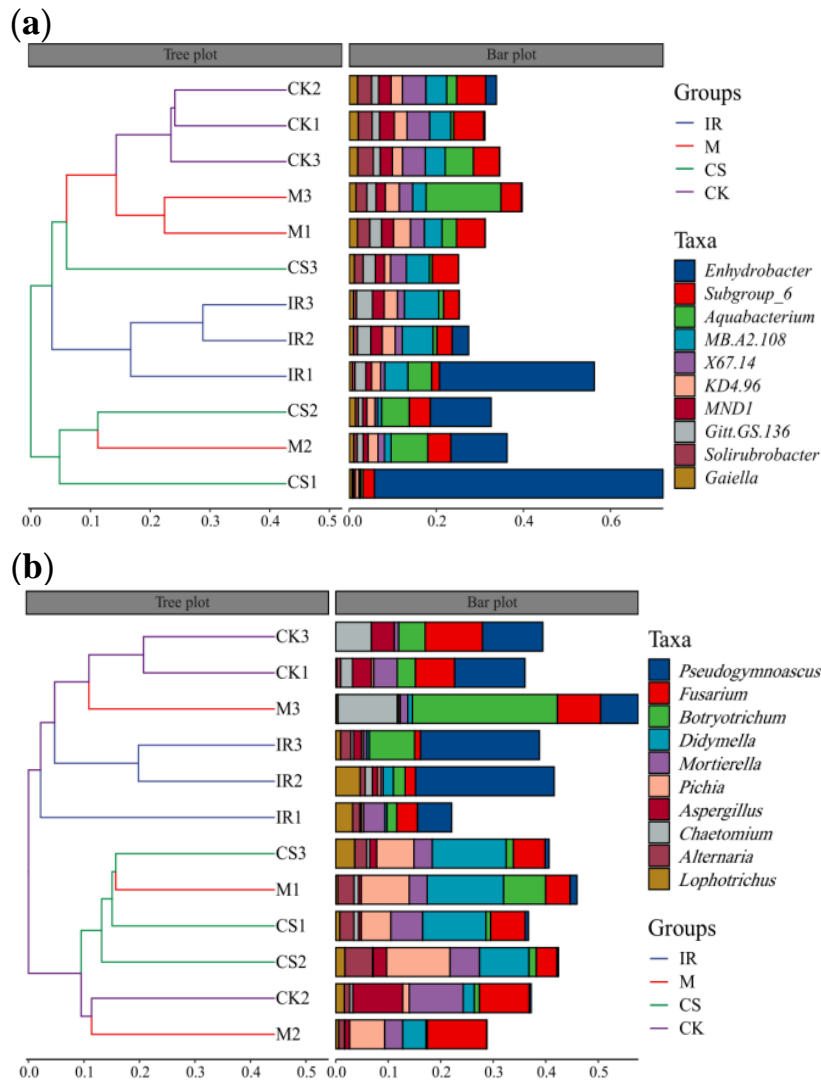 (a)
Tree plot Bar plot
CK2
CK1
CK3
M3
M1
CS3
IR3
IR2
IR1
CS2
M2
CS1
0.0 0.1 0.2 0.3 0.4 0.5 0.0 0.2 0.4 0.6
Groups
IR
M
CS
CK
Taxa
Enhydrobacter
Subgroup_6
Aquabacterium
MB.A2.108
X67.14
KD4.96
MND1
Gitt.GS.136
Solirubrobacter
Gaiella
(b)
Tree plot Bar plot
CK3
CK1
M3
IR3
IR2
IR1
CS3
M1
CS1
CS2
CK2
M2
0.0 0.1 0.2 0.3 0.4 0.5 0.0 0.1 0.2 0.3 0.4 0.5
Taxa
Pseudogymnoascus
Fusarium
Botryotrichum
Didymella
Mortierella
Pichia
Aspergillus
Chaetomium
Alternaria
Lophotrichus
Groups
IR
M
CS
CK